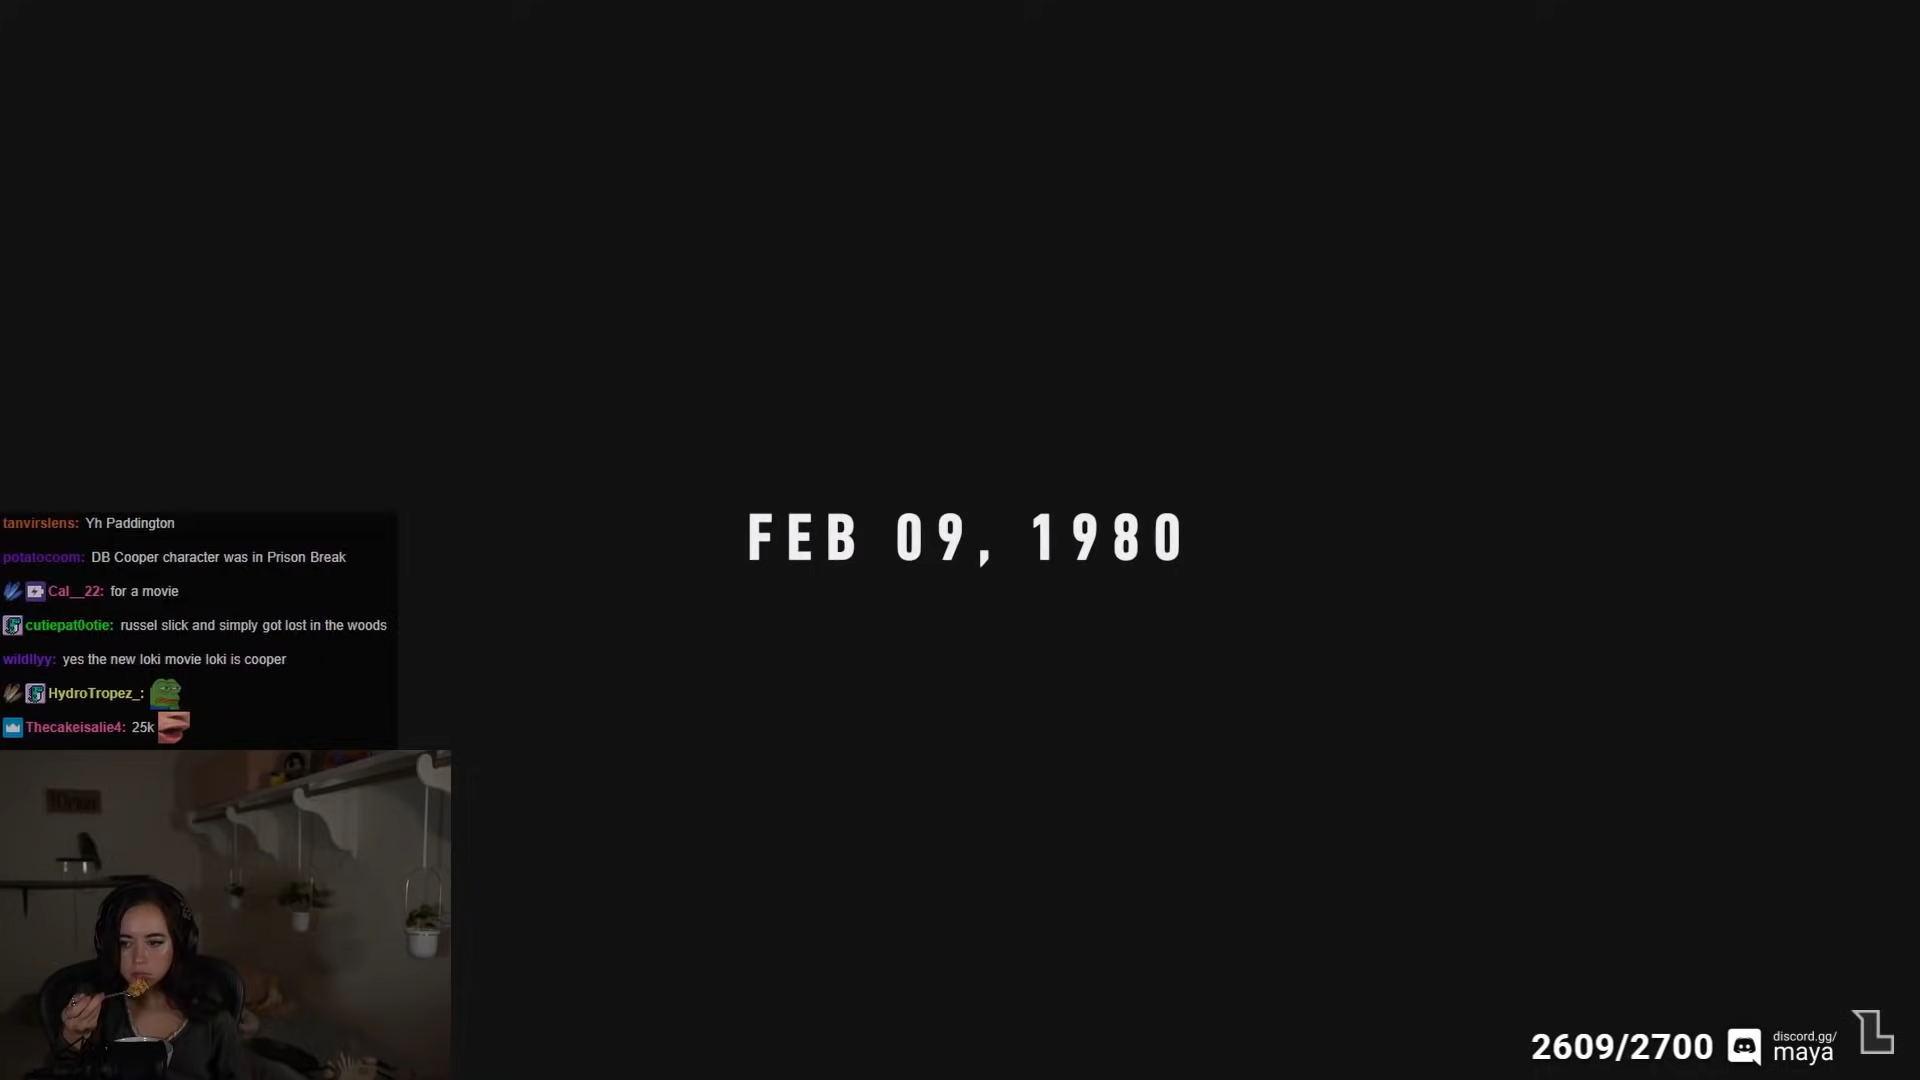 FEB 09, 1980
tanvirslens: Yh Paddington
potatocoom: DB Cooper character was in Prison Break
Cal__22: for a movie
cutiepat0otie: russel slick and simply got lost in the woods
wildllyy: yes the new loki movie loki is cooper
HydroTropez_:
Thecakeisalie4: 25k
2609/2700
discord.gg/
maya